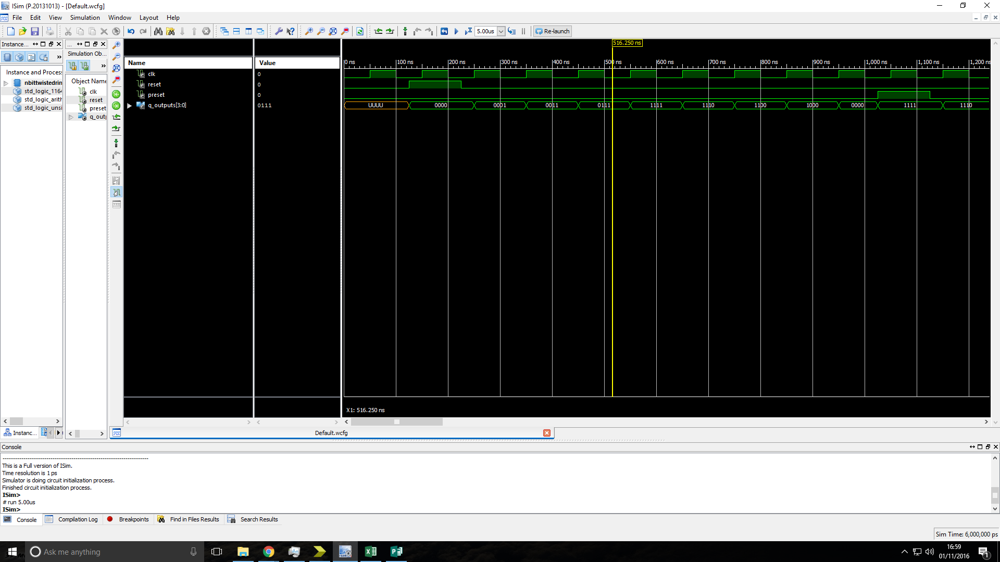 ISim (P.20131013) - [Default.wcfg]
File Edit View Simulation Window Layout Help
5.00us Re-launch
Instance...
...
Simulation Ob...
Instance and Process
nbittwistedrin
std_logic_1164
std_logic_arith
std_logic_unsi
Object Name
clk
reset
preset
q_outp
Name Value
clk 0
reset 0
preset 0
q_outputs[3:0] 0111
516.250 ns
0 ns 100 ns 200 ns 300 ns 400 ns 500 ns 600 ns 700 ns 800 ns 900 ns 1,000 ns 1,100 ns 1,200 ns
UUUU 0000 0001 0011 0111 1111 1110 1100 1000 0000 1111 1110
X1: 516.250 ns
Instanc...
Default.wcfg
Console
This is a Full version of ISim.
Time resolution is 1 ps
Simulator is doing circuit initialization process.
Finished circuit initialization process.
ISim>
# run 5.00us
ISim>
Console Compilation Log Breakpoints Find in Files Results Search Results
Sim Time: 6,000,000 ps
Ask me anything
16:59
01/11/2016
1